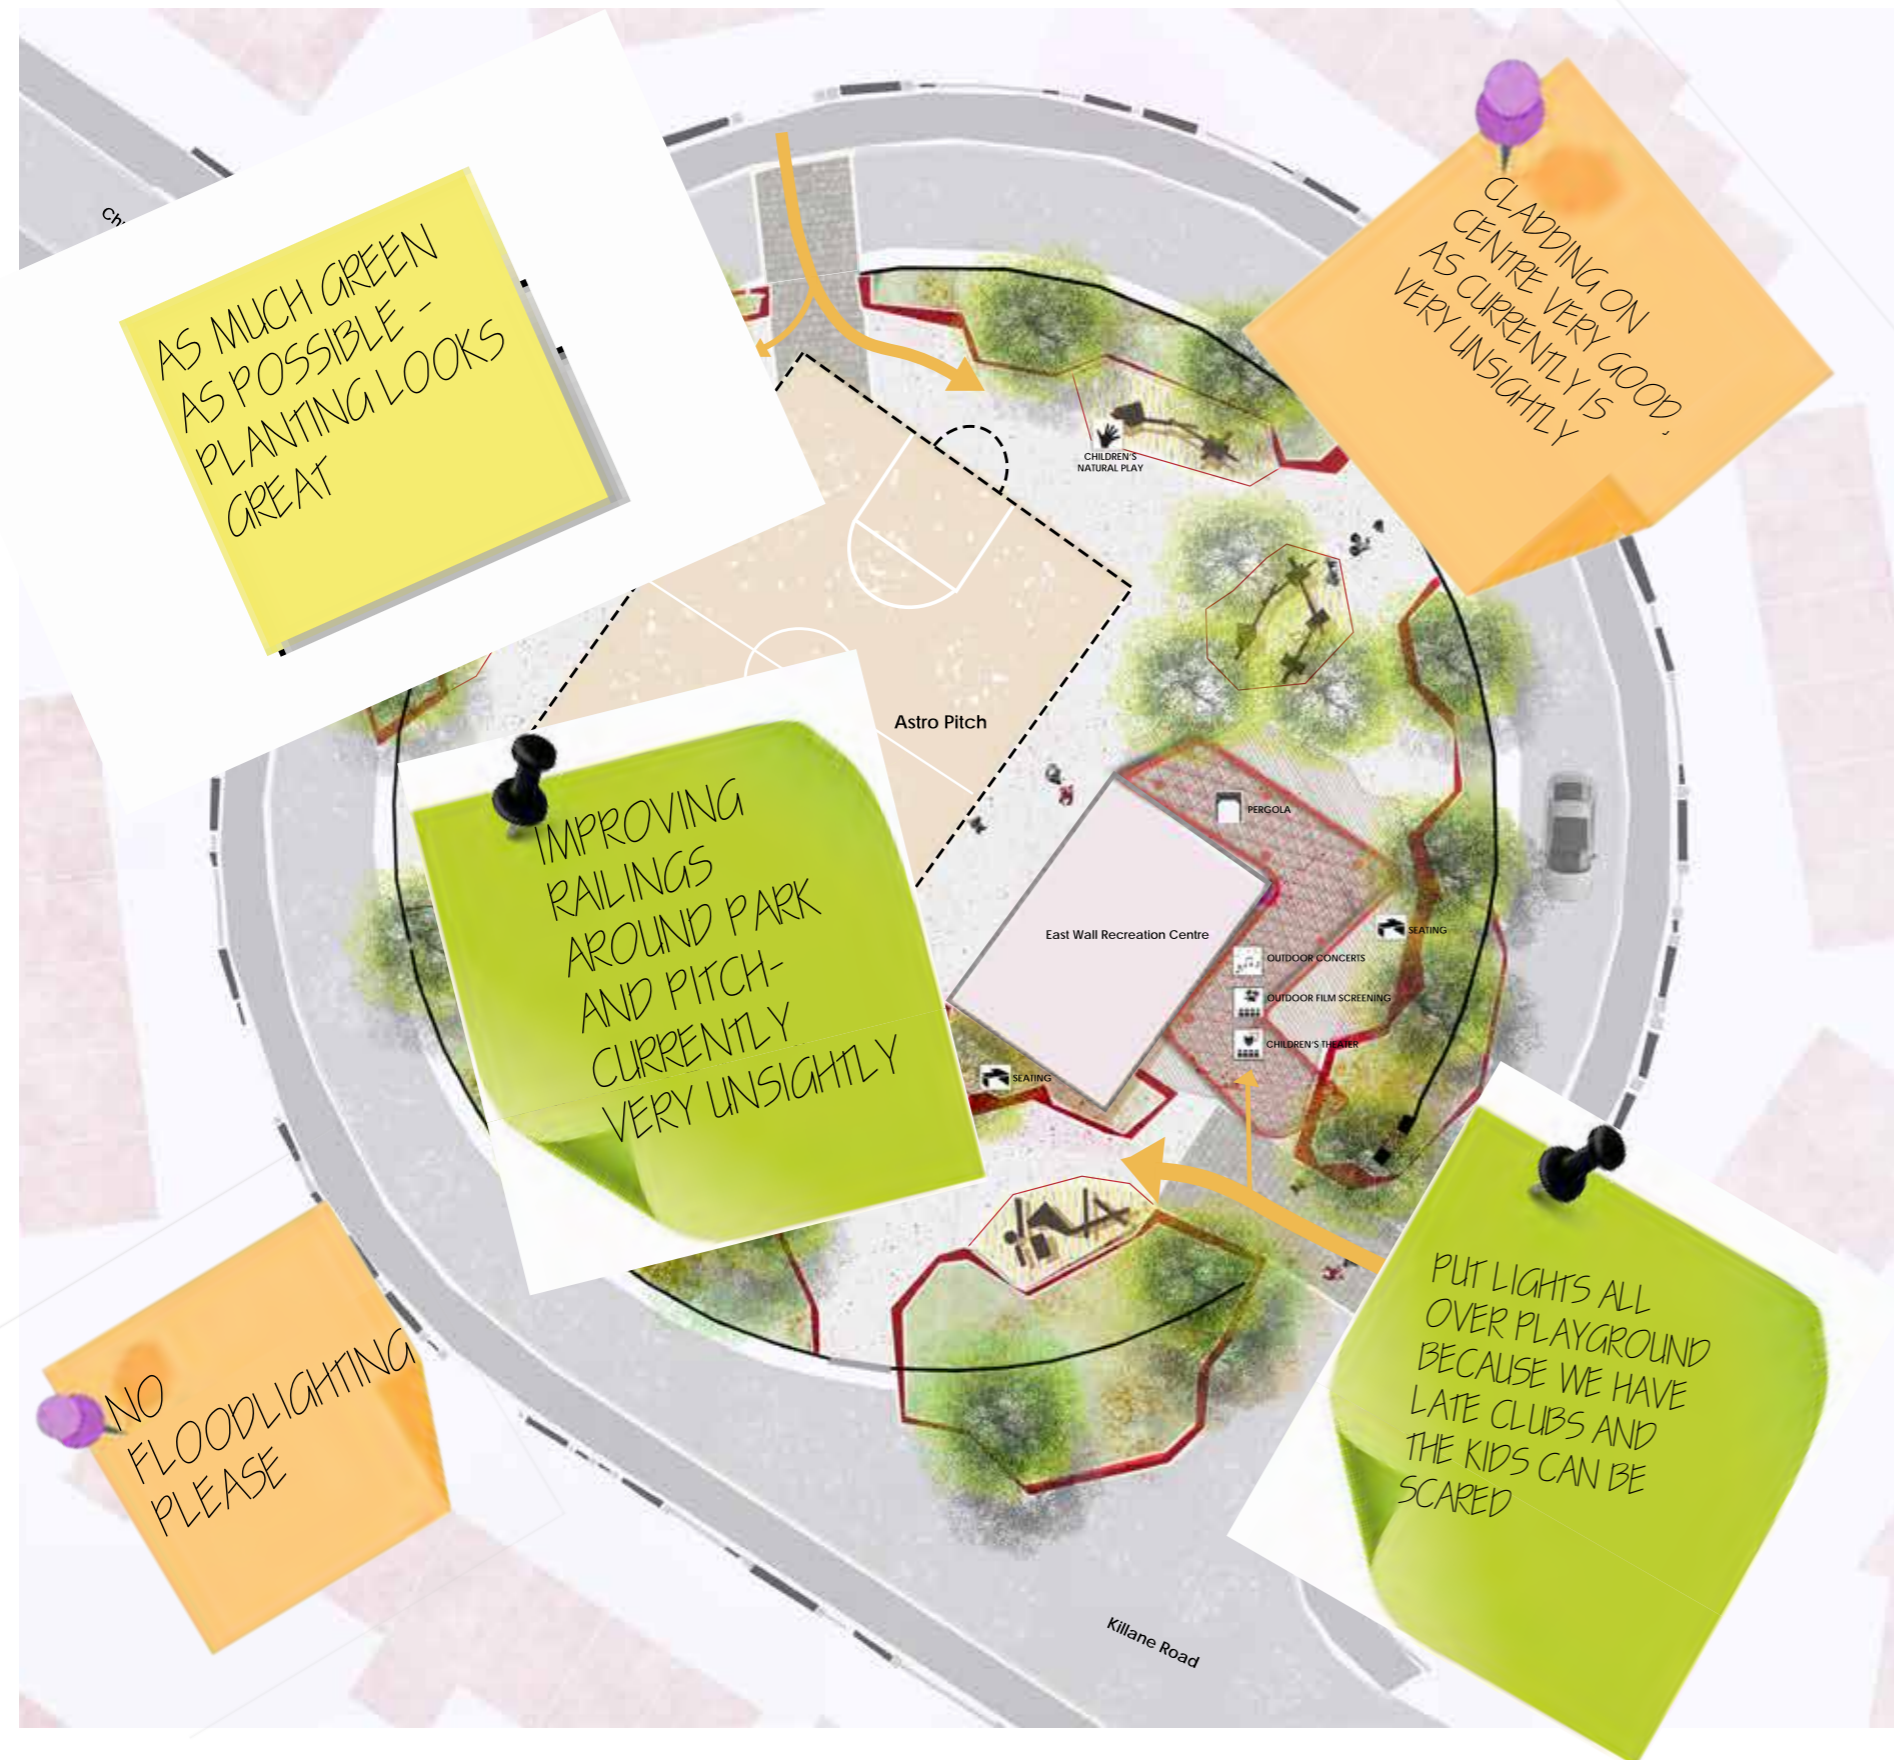 AS MUCH GREEN
AS POSSIBLE -
PLANTING LOOKS
GREAT
CLADDING ON
CENTRE VERY GOOD,
AS CURRENTLY IS
VERY UNSIGHTLY
CHILDREN'S
NATURAL PLAY
Astro Pitch
IMPROVING
RAILINGS
AROUND PARK
AND PITCH-
CURRENTLY
VERY UNSIGHTLY
PERGOLA
East Wall Recreation Centre
SEATING
OUTDOOR CONCERTS
OUTDOOR FILM SCREENING
CHILDREN'S THEATER
SEATING
NO
FLOODLIGHTING
PLEASE
PUT LIGHTS ALL
OVER PLAYGROUND
BECAUSE WE HAVE
LATE CLUBS AND
THE KIDS CAN BE
SCARED
Killane Road